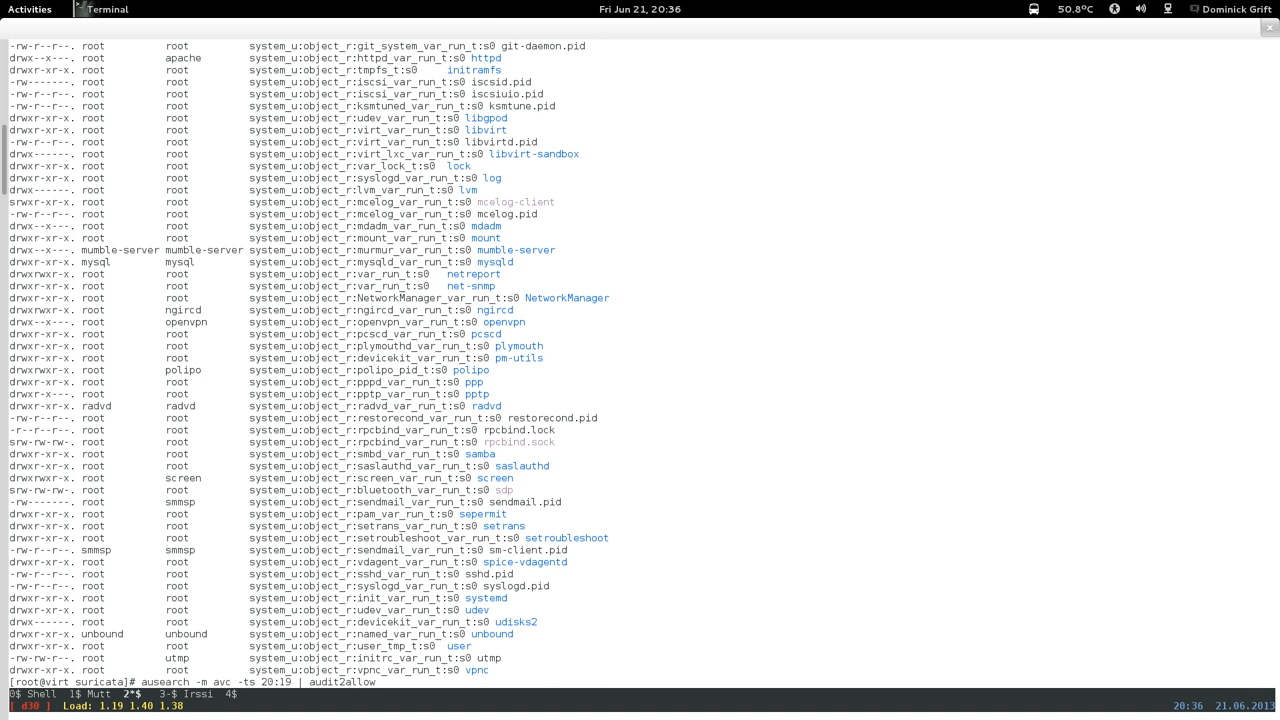 Activities Terminal Fri Jun 21, 20:36 50.8ºC Dominick Grift
-rw-r--r--. root root system_u:object_r:git_system_var_run_t:s0 git-daemon.pid
drwx--x---. root apache system_u:object_r:httpd_var_run_t:s0 httpd
drwxr-xr-x. root root system_u:object_r:tmpfs_t:s0 initramfs
-rw-------. root root system_u:object_r:iscsi_var_run_t:s0 iscsid.pid
-rw-r--r--. root root system_u:object_r:iscsi_var_run_t:s0 iscsiuio.pid
-rw-r--r--. root root system_u:object_r:ksmtuned_var_run_t:s0 ksmtune.pid
drwxr-xr-x. root root system_u:object_r:udev_var_run_t:s0 libgpod
drwxr-xr-x. root root system_u:object_r:virt_var_run_t:s0 libvirt
-rw-r--r--. root root system_u:object_r:virt_var_run_t:s0 libvirtd.pid
drwx------. root root system_u:object_r:virt_lxc_var_run_t:s0 libvirt-sandbox
drwxr-xr-x. root root system_u:object_r:var_lock_t:s0 lock
drwxr-xr-x. root root system_u:object_r:syslogd_var_run_t:s0 log
drwx------. root root system_u:object_r:lvm_var_run_t:s0 lvm
srwxr-xr-x. root root system_u:object_r:mcelog_var_run_t:s0 mcelog-client
-rw-r--r--. root root system_u:object_r:mcelog_var_run_t:s0 mcelog.pid
drwx--x---. root root system_u:object_r:mdadm_var_run_t:s0 mdadm
drwxr-xr-x. root root system_u:object_r:mount_var_run_t:s0 mount
drwx--x---. mumble-server mumble-server system_u:object_r:murmur_var_run_t:s0 mumble-server
drwxr-xr-x. mysql mysql system_u:object_r:mysqld_var_run_t:s0 mysqld
drwxrwxr-x. root root system_u:object_r:var_run_t:s0 netreport
drwxr-xr-x. root root system_u:object_r:var_run_t:s0 net-snmp
drwxr-xr-x. root root system_u:object_r:NetworkManager_var_run_t:s0 NetworkManager
drwxrwxr-x. root ngircd system_u:object_r:ngircd_var_run_t:s0 ngircd
drwx--x---. root openvpn system_u:object_r:openvpn_var_run_t:s0 openvpn
drwxr-xr-x. root root system_u:object_r:pcscd_var_run_t:s0 pcscd
drwxr-xr-x. root root system_u:object_r:plymouthd_var_run_t:s0 plymouth
drwxr-xr-x. root root system_u:object_r:devicekit_var_run_t:s0 pm-utils
drwxrwxr-x. root polipo system_u:object_r:polipo_pid_t:s0 polipo
drwxr-xr-x. root root system_u:object_r:pppd_var_run_t:s0 ppp
drwxr-x---. root root system_u:object_r:pptp_var_run_t:s0 pptp
drwxr-xr-x. radvd radvd system_u:object_r:radvd_var_run_t:s0 radvd
-rw-r--r--. root root system_u:object_r:restorecond_var_run_t:s0 restorecond.pid
-r--r--r--. root root system_u:object_r:rpcbind_var_run_t:s0 rpcbind.lock
srw-rw-rw-. root root system_u:object_r:rpcbind_var_run_t:s0 rpcbind.sock
drwxr-xr-x. root root system_u:object_r:smbd_var_run_t:s0 samba
drwxr-xr-x. root root system_u:object_r:saslauthd_var_run_t:s0 saslauthd
drwxrwxr-x. root screen system_u:object_r:screen_var_run_t:s0 screen
srw-rw-rw-. root root system_u:object_r:bluetooth_var_run_t:s0 sdp
-rw-------. root smmsp system_u:object_r:sendmail_var_run_t:s0 sendmail.pid
drwxr-xr-x. root root system_u:object_r:pam_var_run_t:s0 sepermit
drwxr-xr-x. root root system_u:object_r:setrans_var_run_t:s0 setrans
drwxr-xr-x. root root system_u:object_r:setroubleshoot_var_run_t:s0 setroubleshoot
-rw-r--r--. smmsp smmsp system_u:object_r:sendmail_var_run_t:s0 sm-client.pid
drwxr-xr-x. root root system_u:object_r:vdagent_var_run_t:s0 spice-vdagentd
-rw-r--r--. root root system_u:object_r:sshd_var_run_t:s0 sshd.pid
-rw-r--r--. root root system_u:object_r:syslogd_var_run_t:s0 syslogd.pid
drwxr-xr-x. root root system_u:object_r:init_var_run_t:s0 systemd
drwxr-xr-x. root root system_u:object_r:udev_var_run_t:s0 udev
drwx------. root root system_u:object_r:devicekit_var_run_t:s0 udisks2
drwxr-xr-x. unbound unbound system_u:object_r:named_var_run_t:s0 unbound
drwxr-xr-x. root root system_u:object_r:user_tmp_t:s0 user
-rw-rw-r--. root utmp system_u:object_r:initrc_var_run_t:s0 utmp
drwxr-xr-x. root root system_u:object_r:vpnc_var_run_t:s0 vpnc
[root@virt suricata]# ausearch -m avc -ts 20:19 | audit2allow
0$ Shell 1$ Mutt 2*$ 3-$ Irssi 4$
[ d30 ] Load: 1.19 1.40 1.38 20:36 21.06.2013